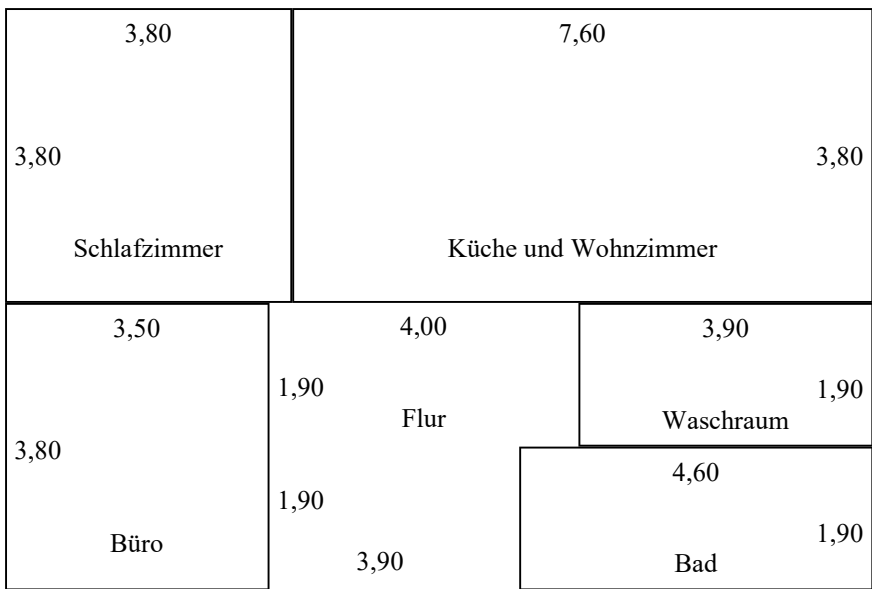 3,80
7,60
3,80
3,80
Schlafzimmer
Küche und Wohnzimmer
3,50
4,00
3,90
1,90
1,90
Flur
Waschraum
3,80
4,60
1,90
1,90
Büro
3,90
Bad